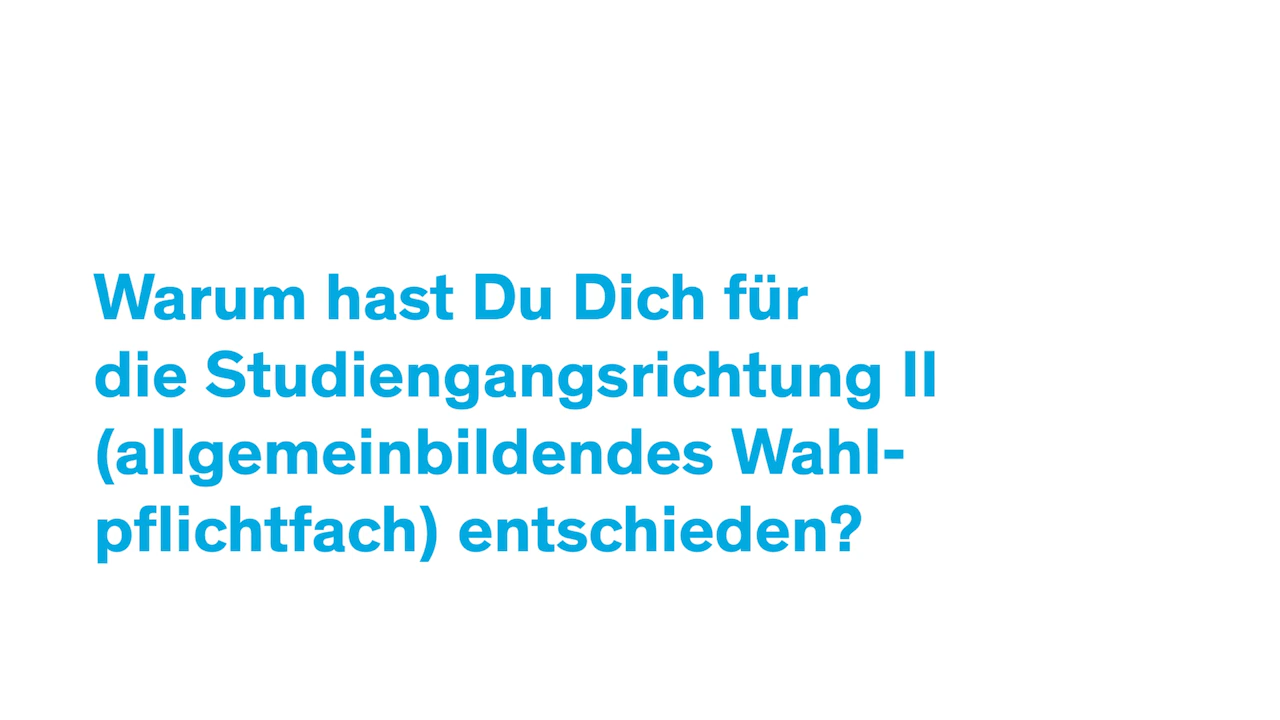 Warum hast Du Dich für
die Studiengangsrichtung II
(allgemeinbildendes Wahl-
pflichtfach) entschieden?